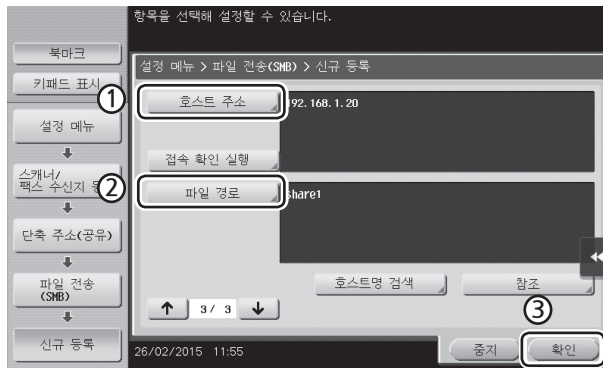 항목을 선택해 설정할 수 있습니다.
북마크
키패드 표시
설정 메뉴 > 파일 전송(SMB) > 신규 등록
①
호스트 주소
192.168.1.20
설정 메뉴
접속 확인 실행
스캐너/
팩스 수신지
②
파일 경로
share1
단축 주소(공유)
파일 전송
(SMB)
호스트명 검색
참조
↑ 3/ 3 ↓
③
신규 등록
26/02/2015 11:55
중지
확인